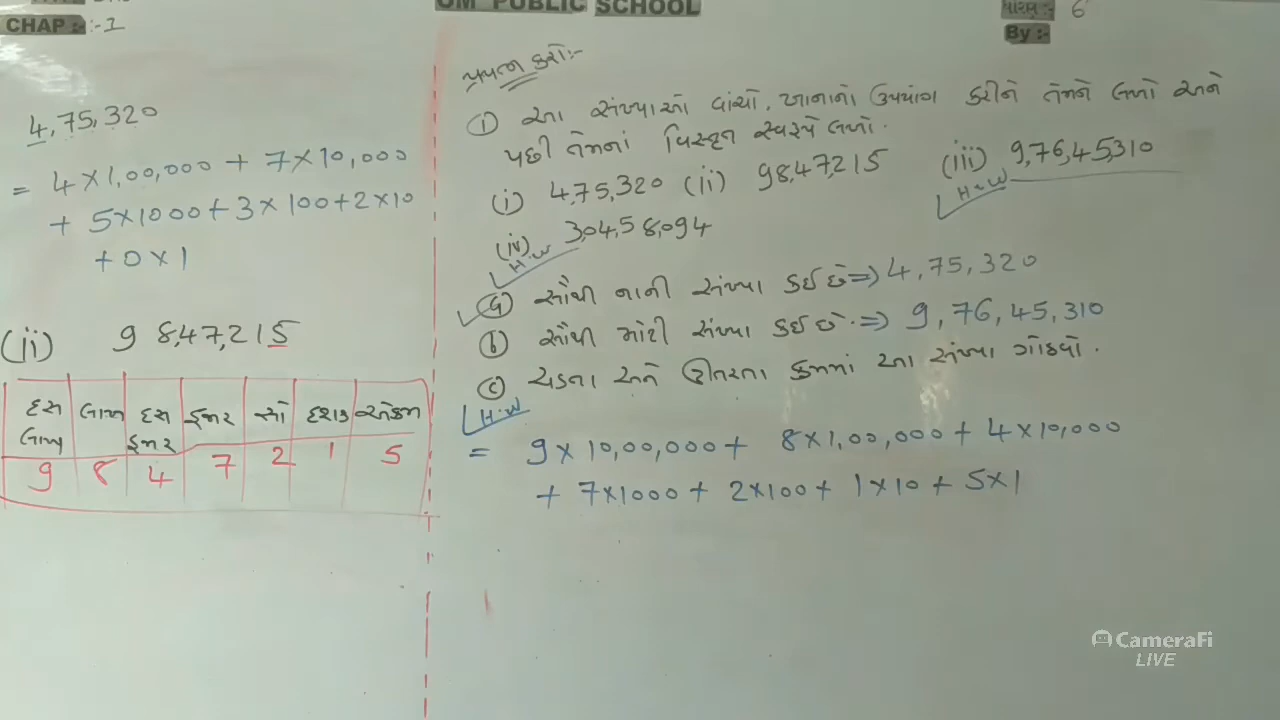 OM PUBLIC SCHOOL
CHAP :- 1
ધોરણ :- 6
By :-
4,75,320
= 4 × 1,00,000 + 7 × 10,000
+ 5×1000 + 3 × 100 + 2 × 10
+ 0 × 1
(ii) 98,47,215
દસ લાખ લાખ દસ હજાર હજાર સો દશક એકમ
9 8 4 7 2 1 5
પ્રયત્ન કરો:-
① આ સંખ્યાઓ વાંચો. ખાનાનો ઉપયોગ કરીને તેમને લખો અને
પછી તેમનાં વિસ્તૃત સ્વરૂપે લખો.
(i) 4,75,320 (ii) 98,47,215 (iii) 9,76,45,310
H.W
(iv) 3,04,58,094
H.W
ⓐ સૌથી નાની સંખ્યા કઈ છે ⇒ 4,75,320
ⓑ સૌથી મોટી સંખ્યા કઈ છે. ⇒ 9,76,45,310
ⓒ ચડતા અને ઊતરતા ક્રમમાં આ સંખ્યા ગોઠવો.
H.W
= 9 × 10,00,000 + 8 × 1,00,000 + 4 × 10,000
+ 7×1000 + 2×100 + 1×10 + 5×1
CameraFi
LIVE